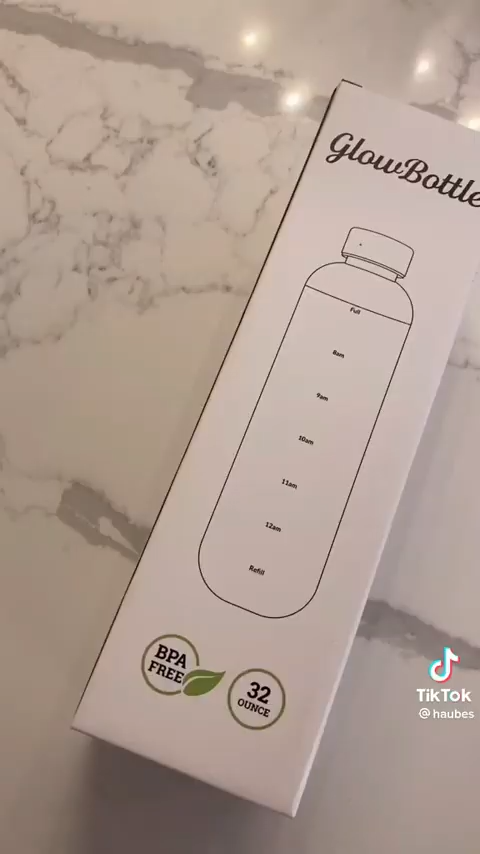 GlowBottle
Full
8am
9am
10am
11am
12am
Refill
BPA
FREE
32
OUNCE
TikTok
@haubes